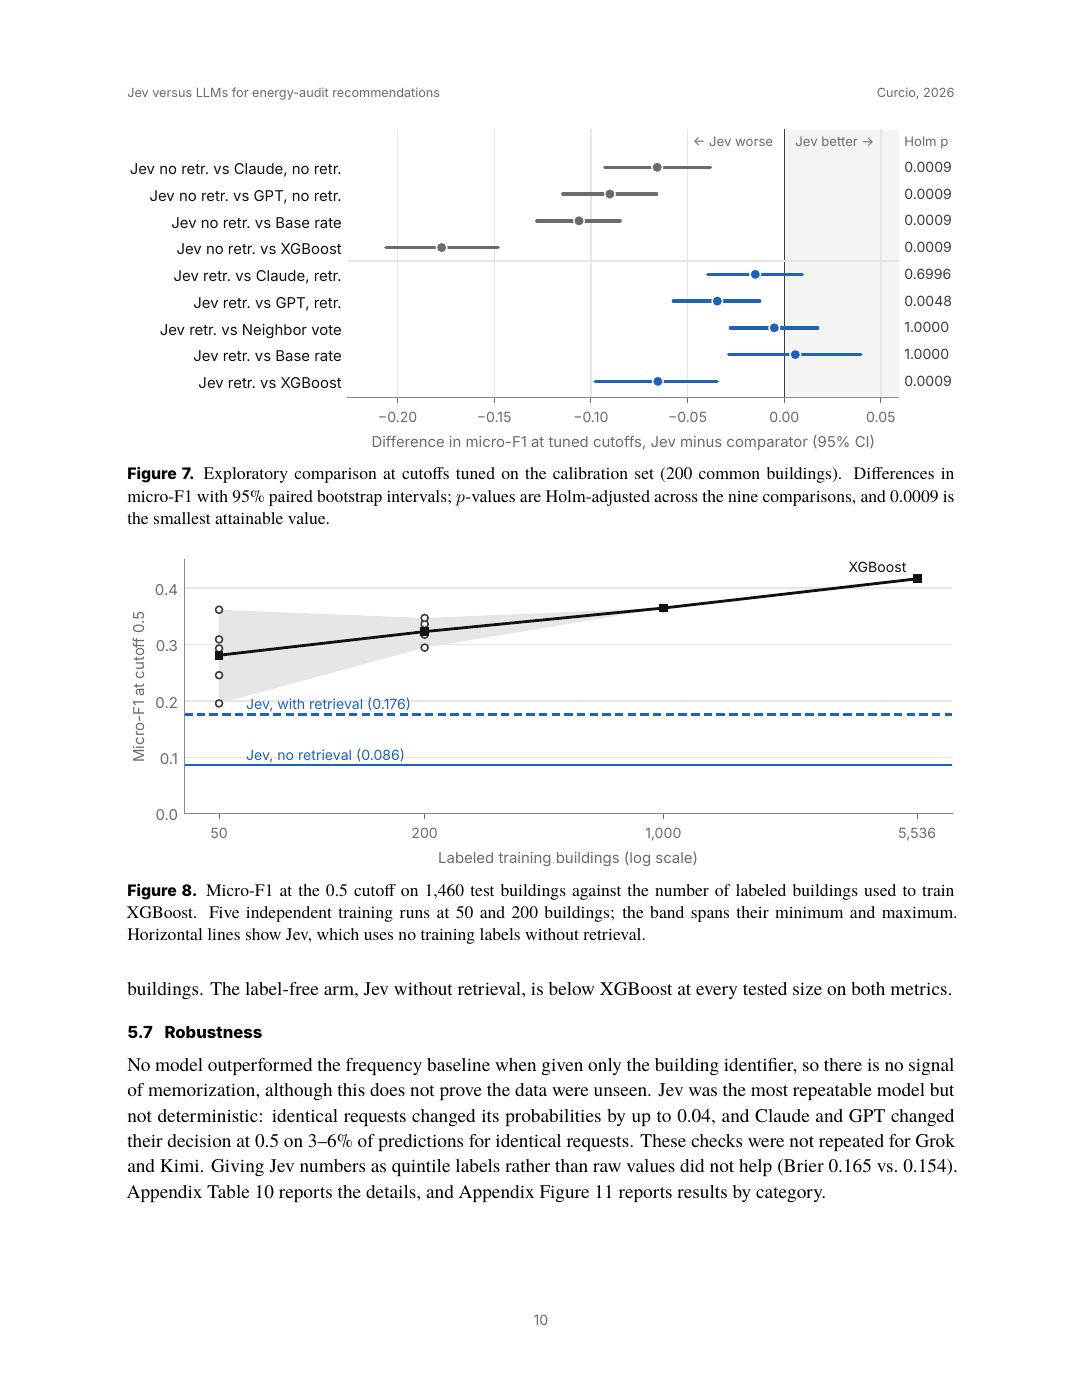 Jev versus LLMs for energy-audit recommendations
Curcio, 2026
← Jev worse
Jev better →
Holm p
Jev no retr. vs Claude, no retr.
0.0009
Jev no retr. vs GPT, no retr.
0.0009
Jev no retr. vs Base rate
0.0009
Jev no retr. vs XGBoost
0.0009
Jev retr. vs Claude, retr.
0.6996
Jev retr. vs GPT, retr.
0.0048
Jev retr. vs Neighbor vote
1.0000
Jev retr. vs Base rate
1.0000
Jev retr. vs XGBoost
0.0009
−0.20 −0.15 −0.10 −0.05 0.00 0.05
Difference in micro-F1 at tuned cutoffs, Jev minus comparator (95% CI)
Figure 7. Exploratory comparison at cutoffs tuned on the calibration set (200 common buildings). Differences in
micro-F1 with 95% paired bootstrap intervals; p-values are Holm-adjusted across the nine comparisons, and 0.0009 is
the smallest attainable value.
XGBoost
0.4
0.3
0.2
0.1
0.0
Micro-F1 at cutoff 0.5
Jev, with retrieval (0.176)
Jev, no retrieval (0.086)
50 200 1,000 5,536
Labeled training buildings (log scale)
Figure 8. Micro-F1 at the 0.5 cutoff on 1,460 test buildings against the number of labeled buildings used to train
XGBoost. Five independent training runs at 50 and 200 buildings; the band spans their minimum and maximum.
Horizontal lines show Jev, which uses no training labels without retrieval.
buildings. The label-free arm, Jev without retrieval, is below XGBoost at every tested size on both metrics.
5.7 Robustness
No model outperformed the frequency baseline when given only the building identifier, so there is no signal
of memorization, although this does not prove the data were unseen. Jev was the most repeatable model but
not deterministic: identical requests changed its probabilities by up to 0.04, and Claude and GPT changed
their decision at 0.5 on 3–6% of predictions for identical requests. These checks were not repeated for Grok
and Kimi. Giving Jev numbers as quintile labels rather than raw values did not help (Brier 0.165 vs. 0.154).
Appendix Table 10 reports the details, and Appendix Figure 11 reports results by category.
10